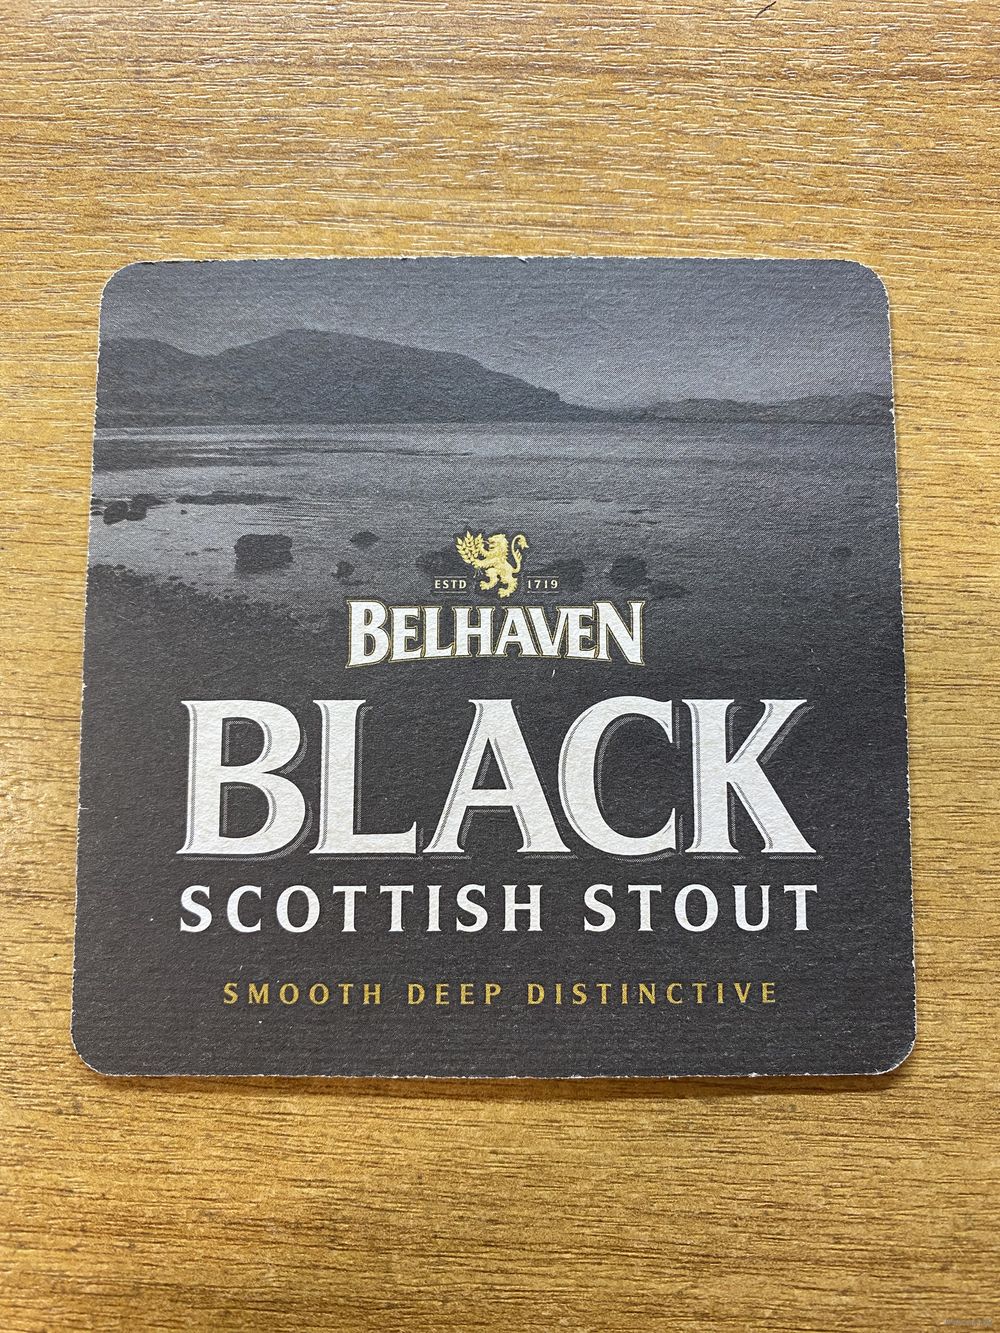 ESTD 1719
BELHAVEN
BLACK
SCOTTISH STOUT
SMOOTH DEEP DISTINCTIVE